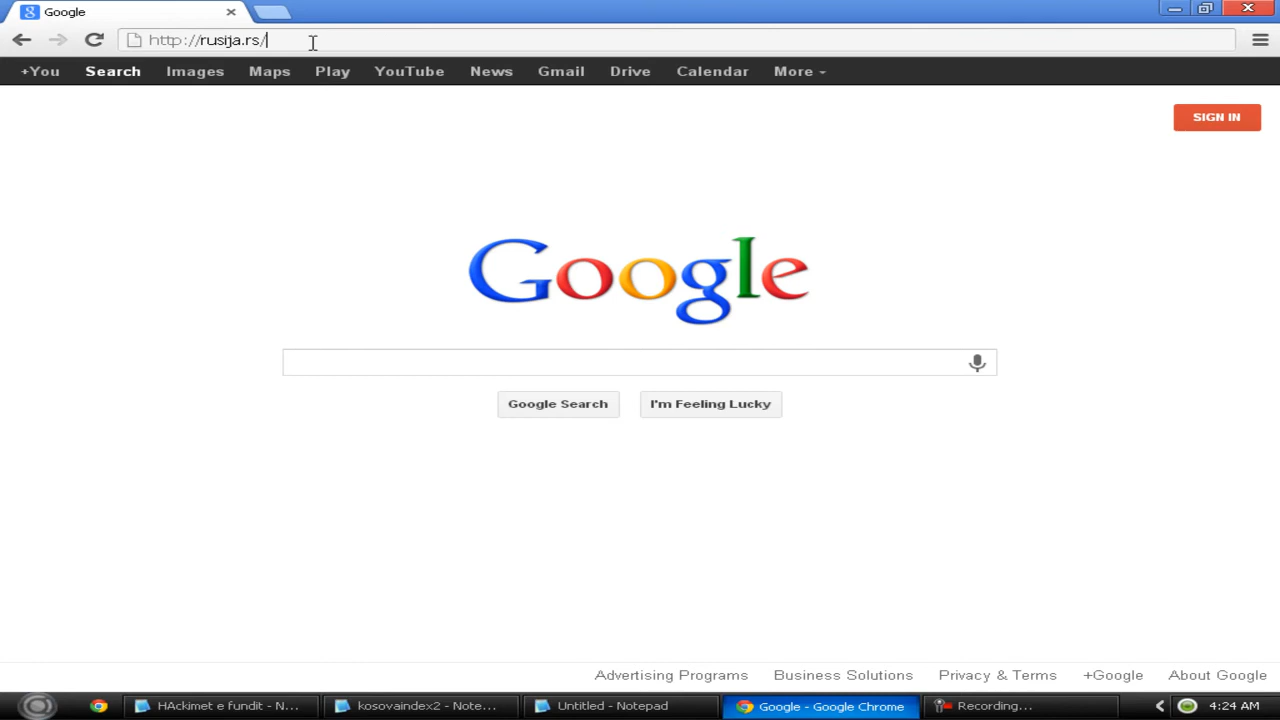 Google
http://rusija.rs/
+You Search Images Maps Play YouTube News Gmail Drive Calendar More
SIGN IN
Google
Google Search I'm Feeling Lucky
Advertising Programs Business Solutions Privacy & Terms +Google About Google
HAckimet e fundit - N... kosovaindex2 - Note... Untitled - Notepad Google - Google Chrome Recording... 4:24 AM